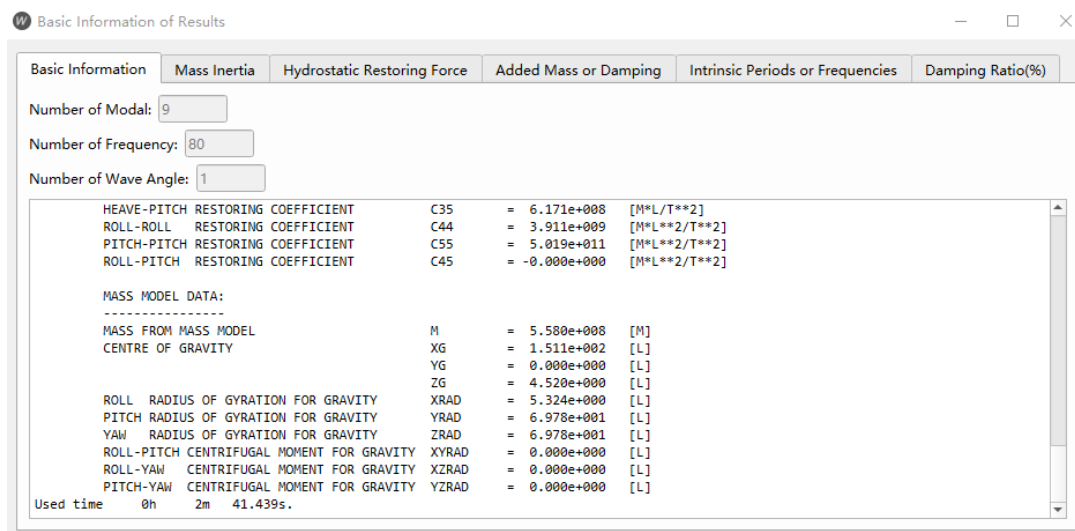 Basic Information of Results
Basic Information Mass Inertia Hydrostatic Restoring Force Added Mass or Damping Intrinsic Periods or Frequencies Damping Ratio(%)
Number of Modal: 9
Number of Frequency: 80
Number of Wave Angle: 1
HEAVE-PITCH RESTORING COEFFICIENT C35 = 6.171e+008 [M*L/T**2]
ROLL-ROLL RESTORING COEFFICIENT C44 = 3.911e+009 [M*L**2/T**2]
PITCH-PITCH RESTORING COEFFICIENT C55 = 5.019e+011 [M*L**2/T**2]
ROLL-PITCH RESTORING COEFFICIENT C45 = -0.000e+000 [M*L**2/T**2]
MASS MODEL DATA:
----------------
MASS FROM MASS MODEL M = 5.580e+008 [M]
CENTRE OF GRAVITY XG = 1.511e+002 [L]
YG = 0.000e+000 [L]
ZG = 4.520e+000 [L]
ROLL RADIUS OF GYRATION FOR GRAVITY XRAD = 5.324e+000 [L]
PITCH RADIUS OF GYRATION FOR GRAVITY YRAD = 6.978e+001 [L]
YAW RADIUS OF GYRATION FOR GRAVITY ZRAD = 6.978e+001 [L]
ROLL-PITCH CENTRIFUGAL MOMENT FOR GRAVITY XYRAD = 0.000e+000 [L]
ROLL-YAW CENTRIFUGAL MOMENT FOR GRAVITY XZRAD = 0.000e+000 [L]
PITCH-YAW CENTRIFUGAL MOMENT FOR GRAVITY YZRAD = 0.000e+000 [L]
Used time 0h 2m 41.439s.